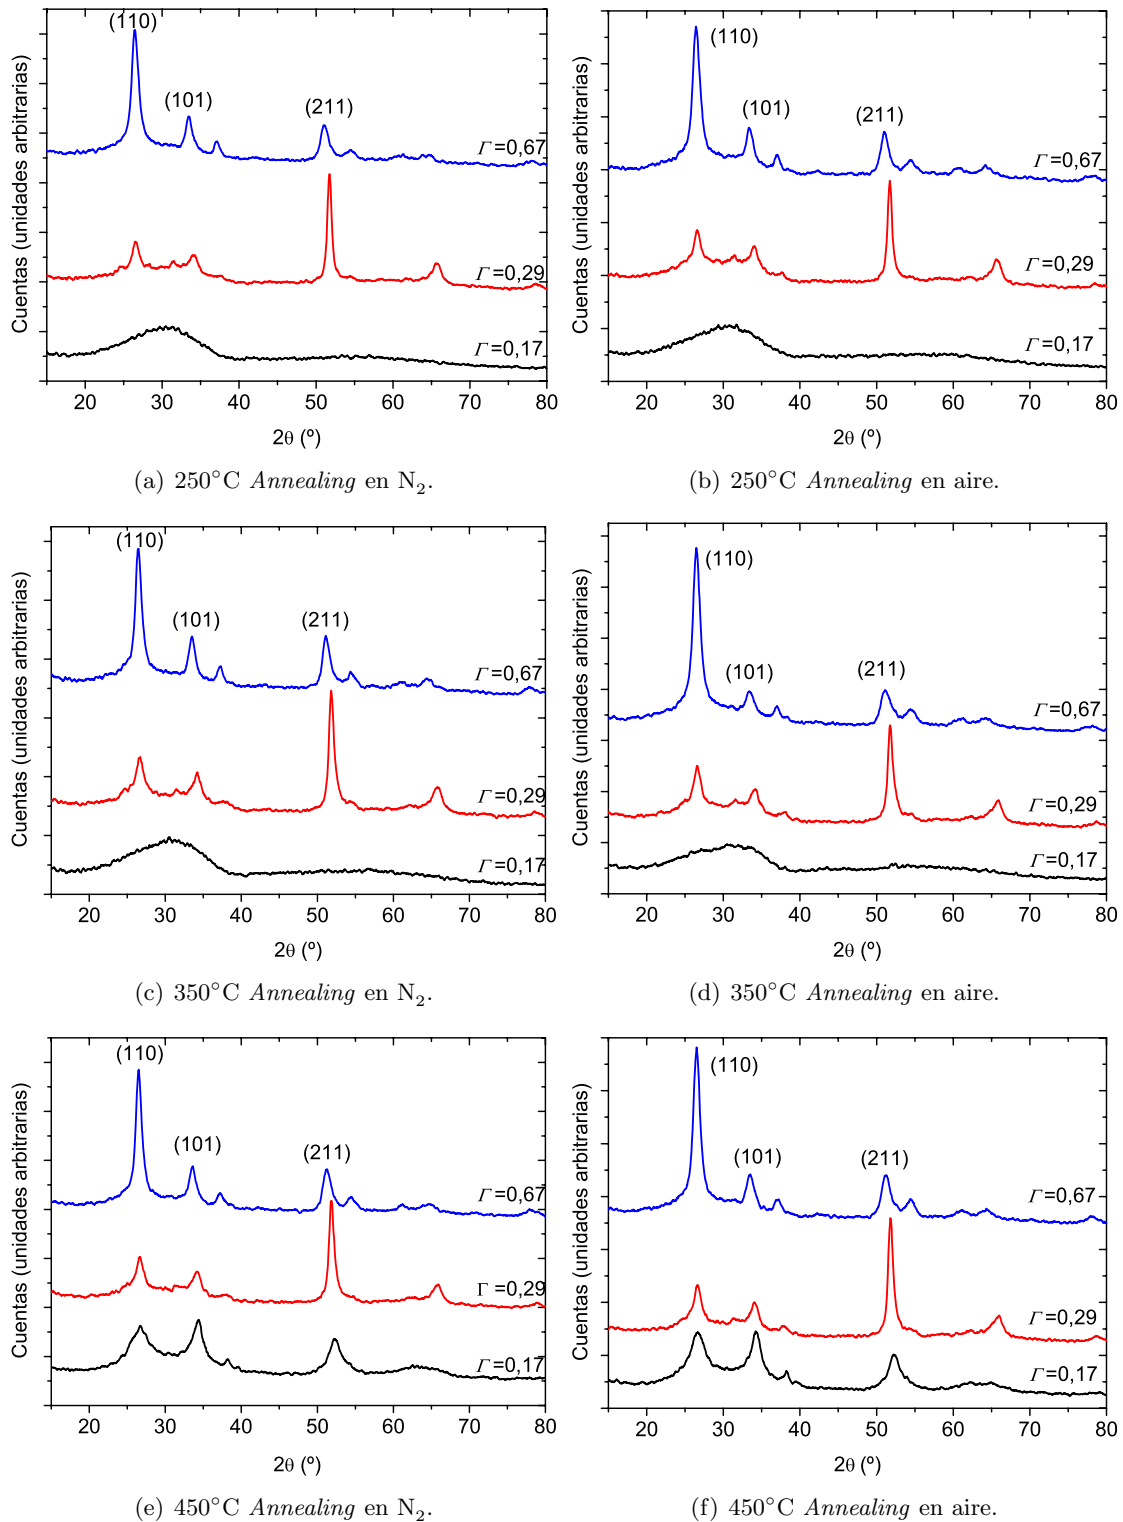 (110)
(101)
(211)
Γ=0,67
Γ=0,29
Γ=0,17
Cuentas (unidades arbitrarias)
20 30 40 50 60 70 80
2θ (º)
(a) 250°C Annealing en N₂.
(110)
(101)
(211)
Γ=0,67
Γ=0,29
Γ=0,17
Cuentas (unidades arbitrarias)
20 30 40 50 60 70 80
2θ (º)
(b) 250°C Annealing en aire.
(110)
(101)
(211)
Γ=0,67
Γ=0,29
Γ=0,17
Cuentas (unidades arbitrarias)
20 30 40 50 60 70 80
2θ (º)
(c) 350°C Annealing en N₂.
(110)
(101)
(211)
Γ=0,67
Γ=0,29
Γ=0,17
Cuentas (unidades arbitrarias)
20 30 40 50 60 70 80
2θ (º)
(d) 350°C Annealing en aire.
(110)
(101)
(211)
Γ=0,67
Γ=0,29
Γ=0,17
Cuentas (unidades arbitrarias)
20 30 40 50 60 70 80
2θ (º)
(e) 450°C Annealing en N₂.
(110)
(101)
(211)
Γ=0,67
Γ=0,29
Γ=0,17
Cuentas (unidades arbitrarias)
20 30 40 50 60 70 80
2θ (º)
(f) 450°C Annealing en aire.